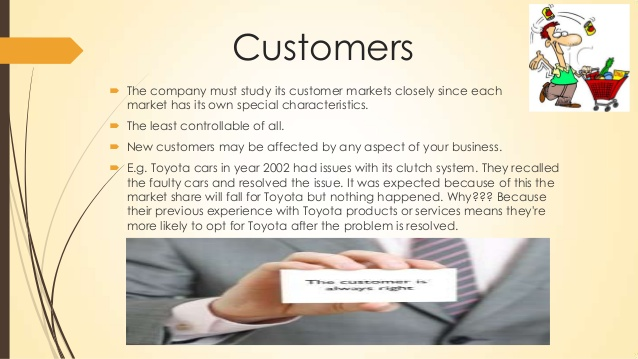 Customers
The company must study its customer markets closely since each
market has its own special characteristics.
The least controllable of all.
New customers may be affected by any aspect of your business.
E.g. Toyota cars in year 2002 had issues with its clutch system. They recalled
the faulty cars and resolved the issue. It was expected because of this the
market share will fall for Toyota but nothing happened. Why??? Because
their previous experience with Toyota products or services means they're
more likely to opt for Toyota after the problem is resolved.
The customer is
always right